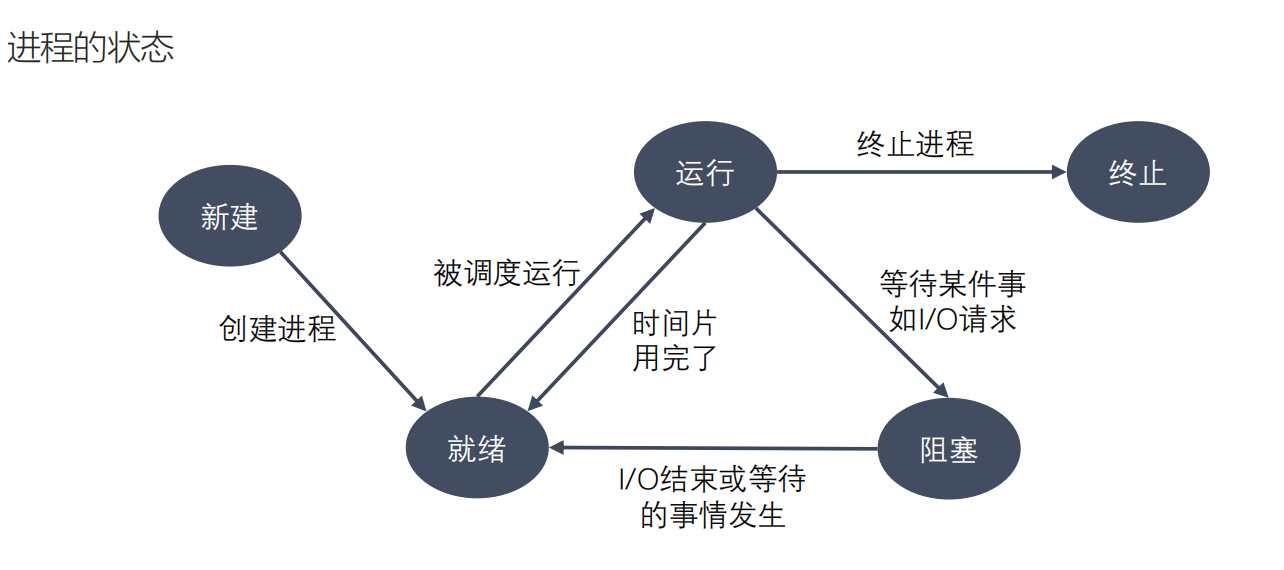 进程的状态
新建
运行
终止进程
终止
被调度运行
创建进程
时间片
用完了
等待某件事
如I/O请求
就绪
阻塞
I/O结束或等待
的事情发生